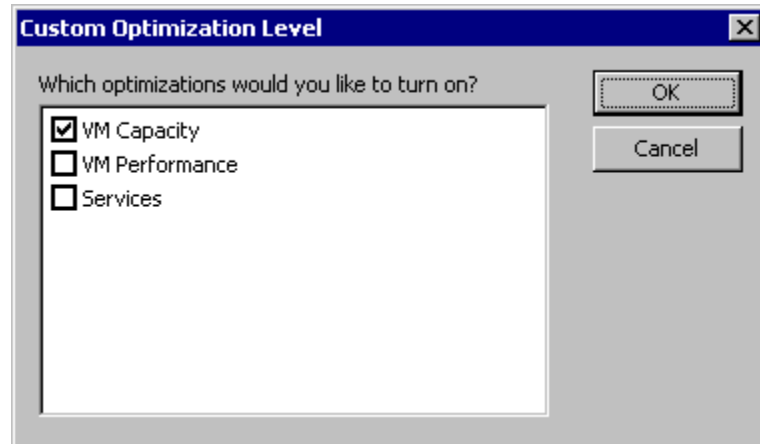 Custom Optimization Level
Which optimizations would you like to turn on?
OK
VM Capacity
Cancel
VM Performance
Services